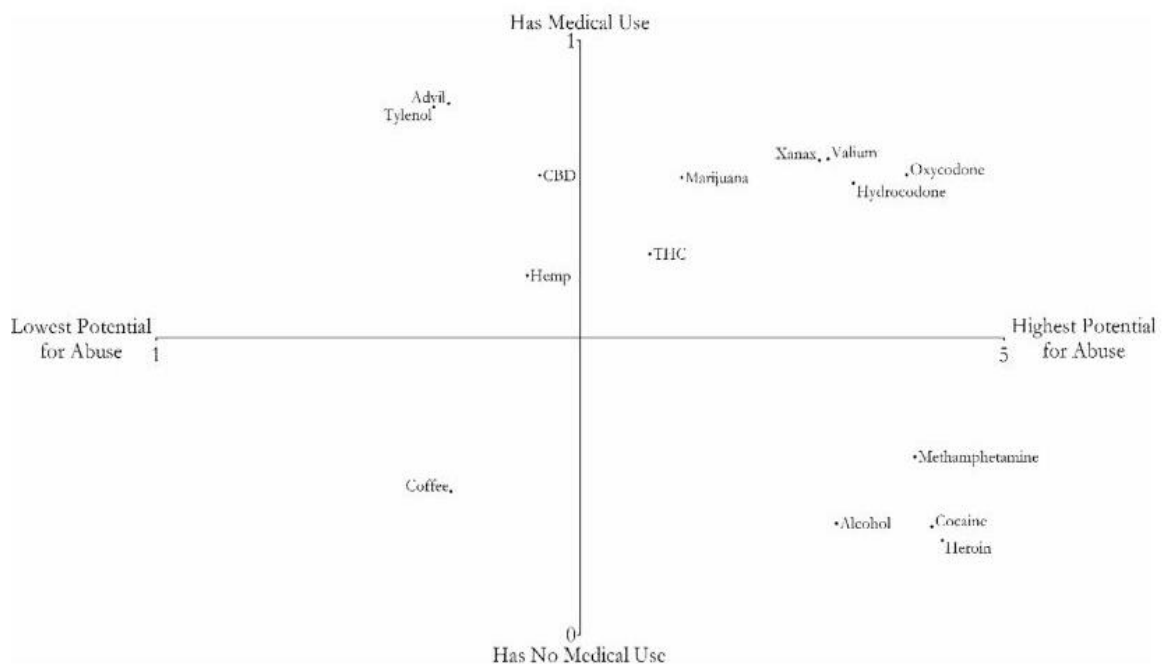 Has Medical Use
1
Advil
Tylenol
Xanax Valium
CBD
Marijuana
Oxycodone
Hydrocodone
THC
Hemp
Lowest Potential
for Abuse
1
Highest Potential
for Abuse
5
Methamphetamine
Coffee
Alcohol
Cocaine
Heroin
0
Has No Medical Use